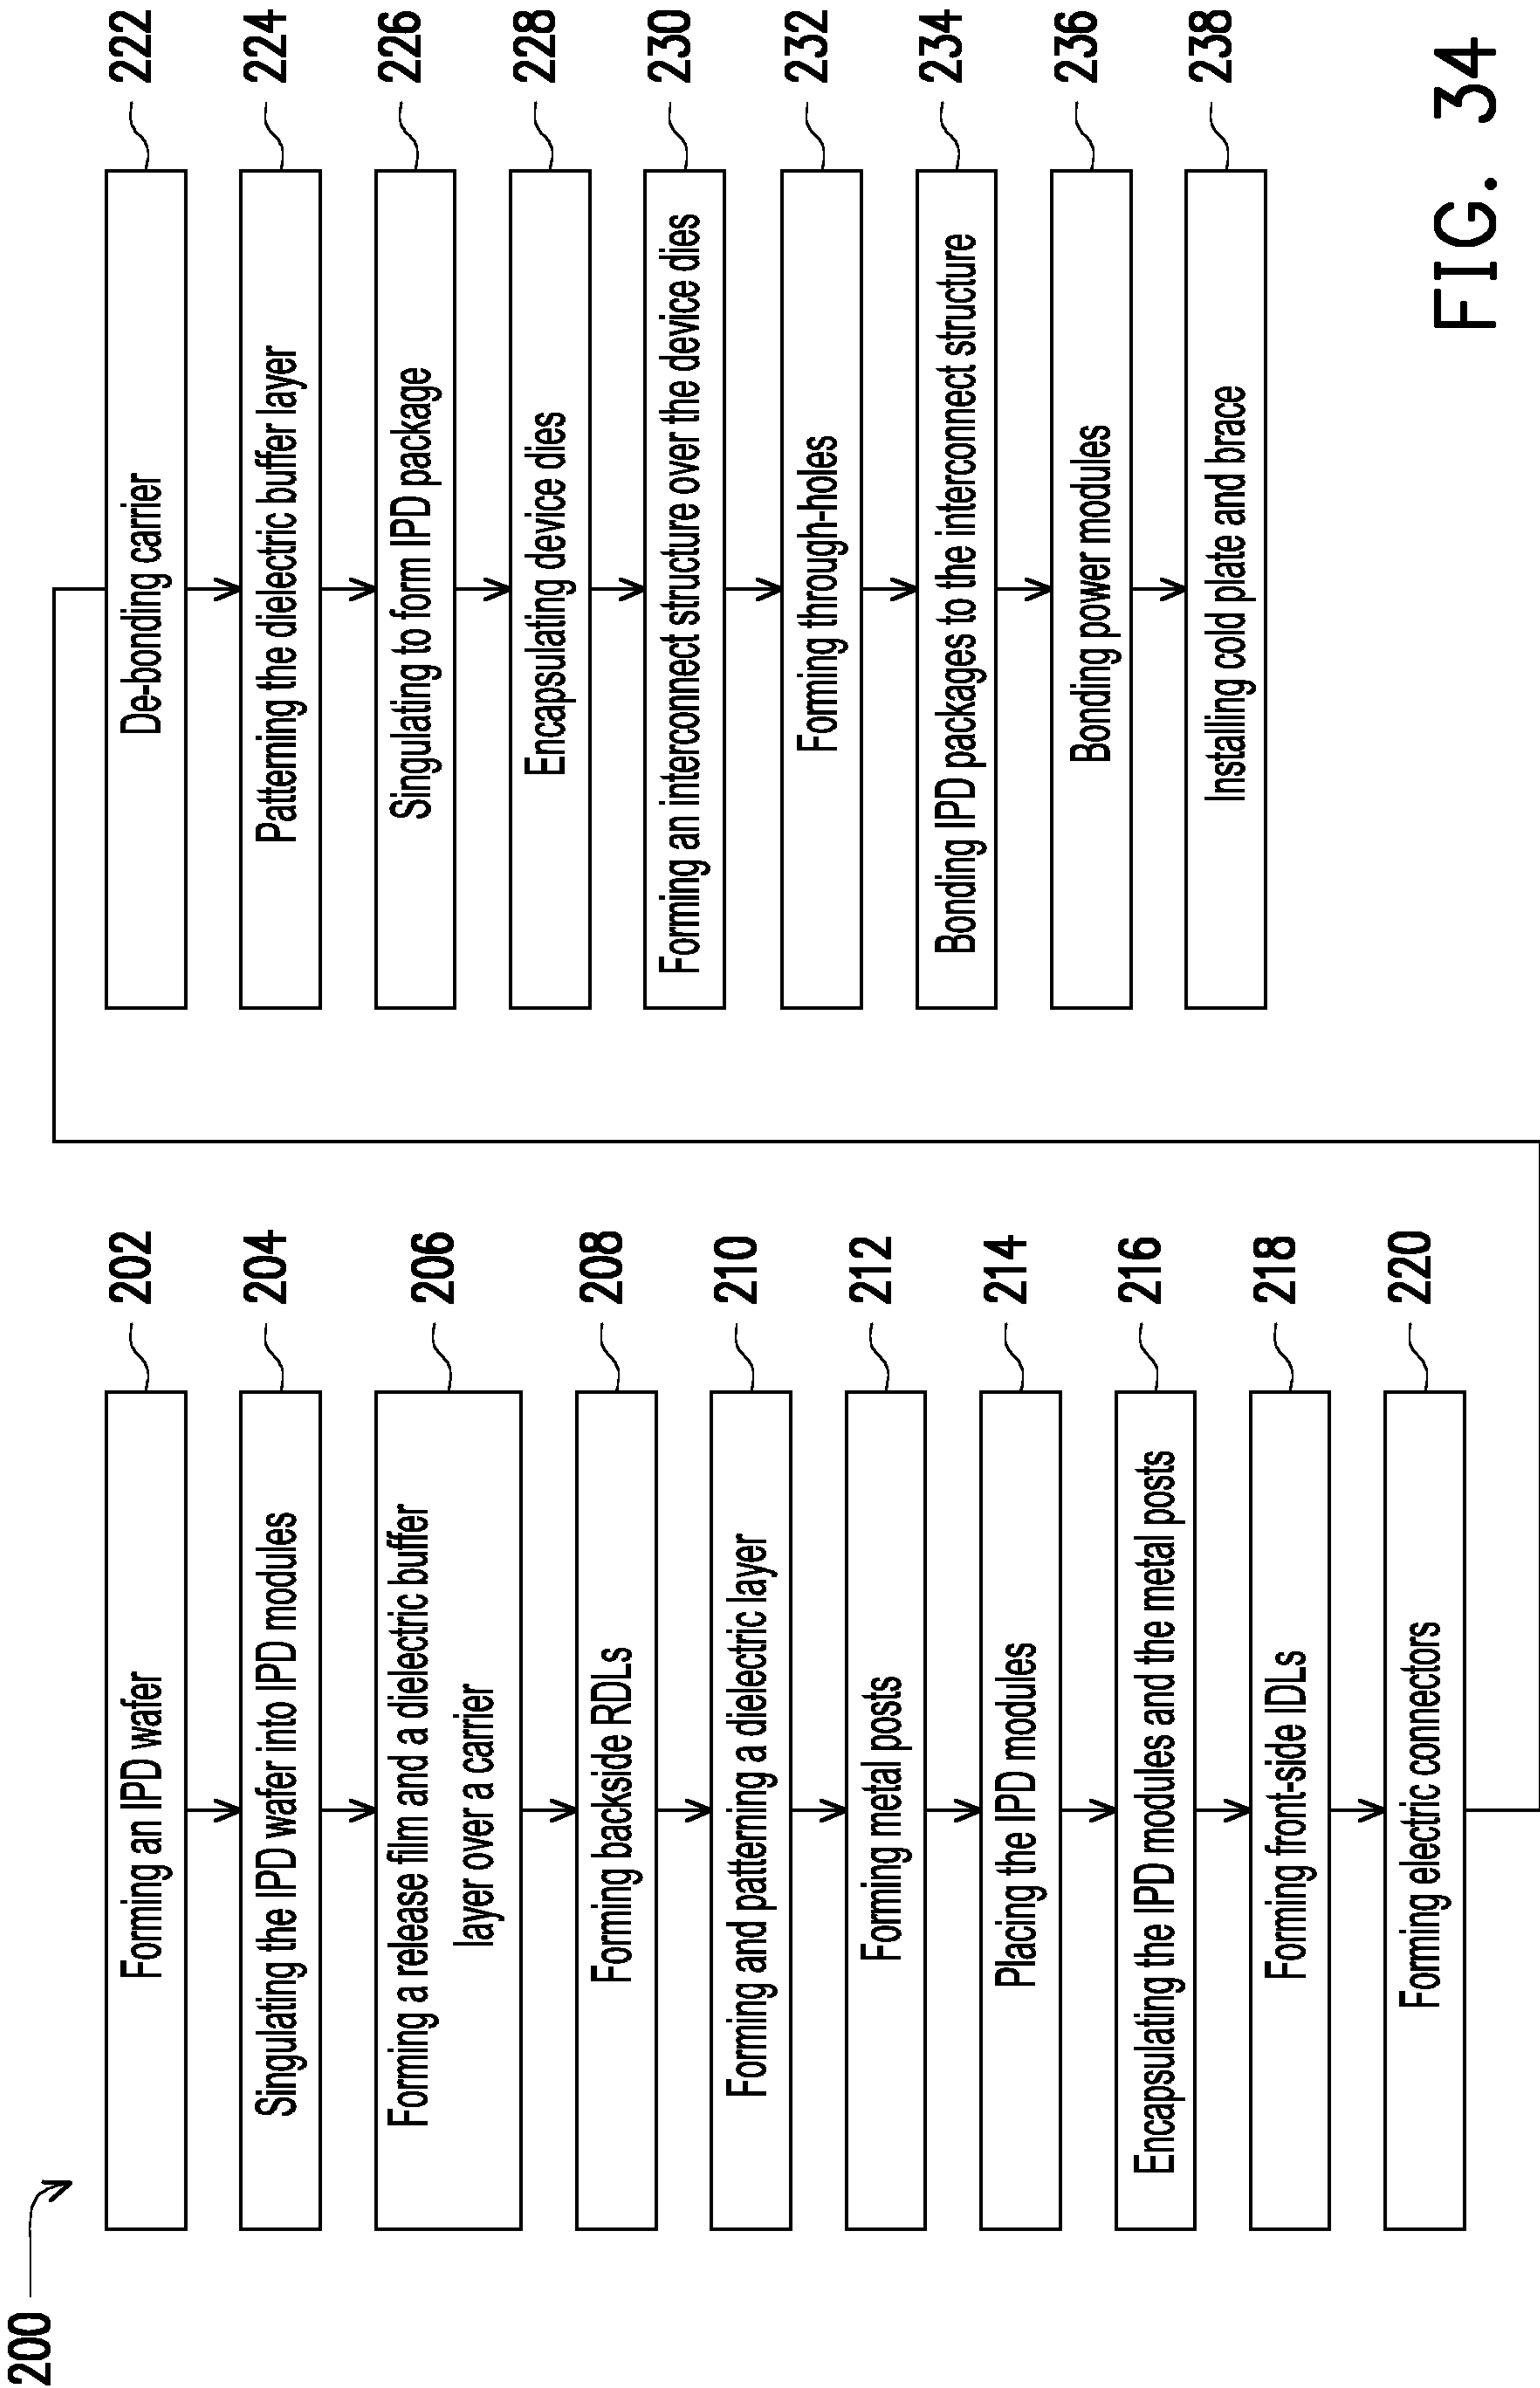 200
Forming an IPD wafer
202
Singulating the IPD wafer into IPD modules
204
Forming a release film and a dielectric buffer
layer over a carrier
206
Forming backside RDLs
208
Forming and patterning a dielectric layer
210
Forming metal posts
212
Placing the IPD modules
214
Encapsulating the IPD modules and the metal posts
216
Forming front-side IDLs
218
Forming electric connectors
220
De-bonding carrier
222
Patterning the dielectric buffer layer
224
Singulating to form IPD package
226
Encapsulating device dies
228
Forming an interconnect structure over the device dies
230
Forming through-holes
232
Bonding IPD packages to the interconnect structure
234
Bonding power modules
236
Installing cold plate and brace
238
FIG. 34